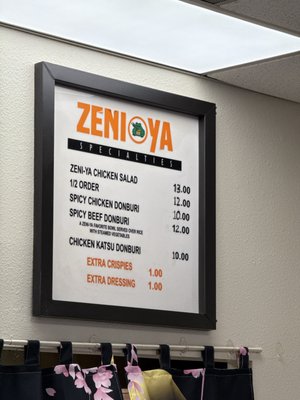 ZENI YA
SPECIALTIES
ZENI-YA CHICKEN SALAD 13.00
1/2 ORDER 12.00
SPICY CHICKEN DONBURI 10.00
SPICY BEEF DONBURI 12.00
A ZENI-YA FAVORITE BOWL SERVED OVER RICE
WITH STEAMED VEGETABLES
CHICKEN KATSU DONBURI 10.00
EXTRA CRISPIES 1.00
EXTRA DRESSING 1.00